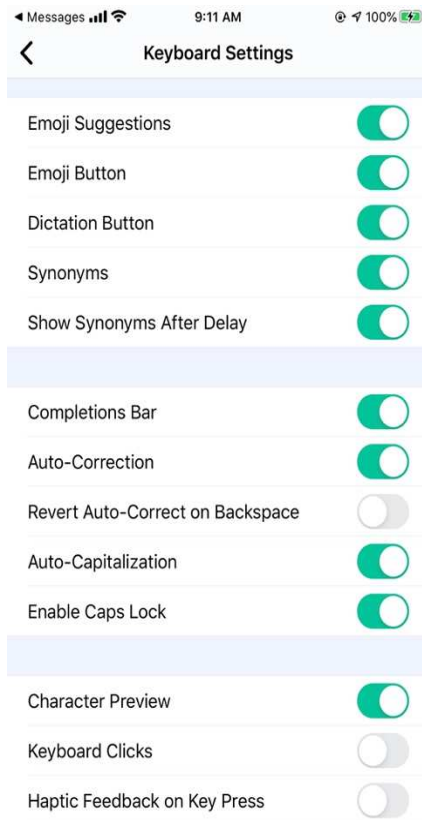 Messages 9:11 AM 100%
Keyboard Settings
Emoji Suggestions
Emoji Button
Dictation Button
Synonyms
Show Synonyms After Delay
Completions Bar
Auto-Correction
Revert Auto-Correct on Backspace
Auto-Capitalization
Enable Caps Lock
Character Preview
Keyboard Clicks
Haptic Feedback on Key Press